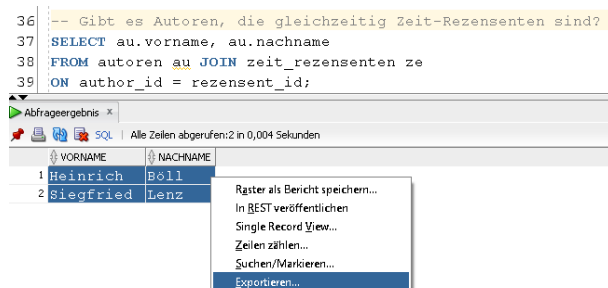 36 -- Gibt es Autoren, die gleichzeitig Zeit-Rezensenten sind?
37 SELECT au.vorname, au.nachname
38 FROM autoren au JOIN zeit_rezensenten ze
39 ON author_id = rezensent_id;
Abfrageergebnis x
SQL | Alle Zeilen abgerufen:2 in 0,004 Sekunden
VORNAME NACHNAME
1 Heinrich Böll
2 Siegfried Lenz
Raster als Bericht speichern...
In REST veröffentlichen
Single Record View...
Zeilen zählen...
Suchen/Markieren...
Exportieren...